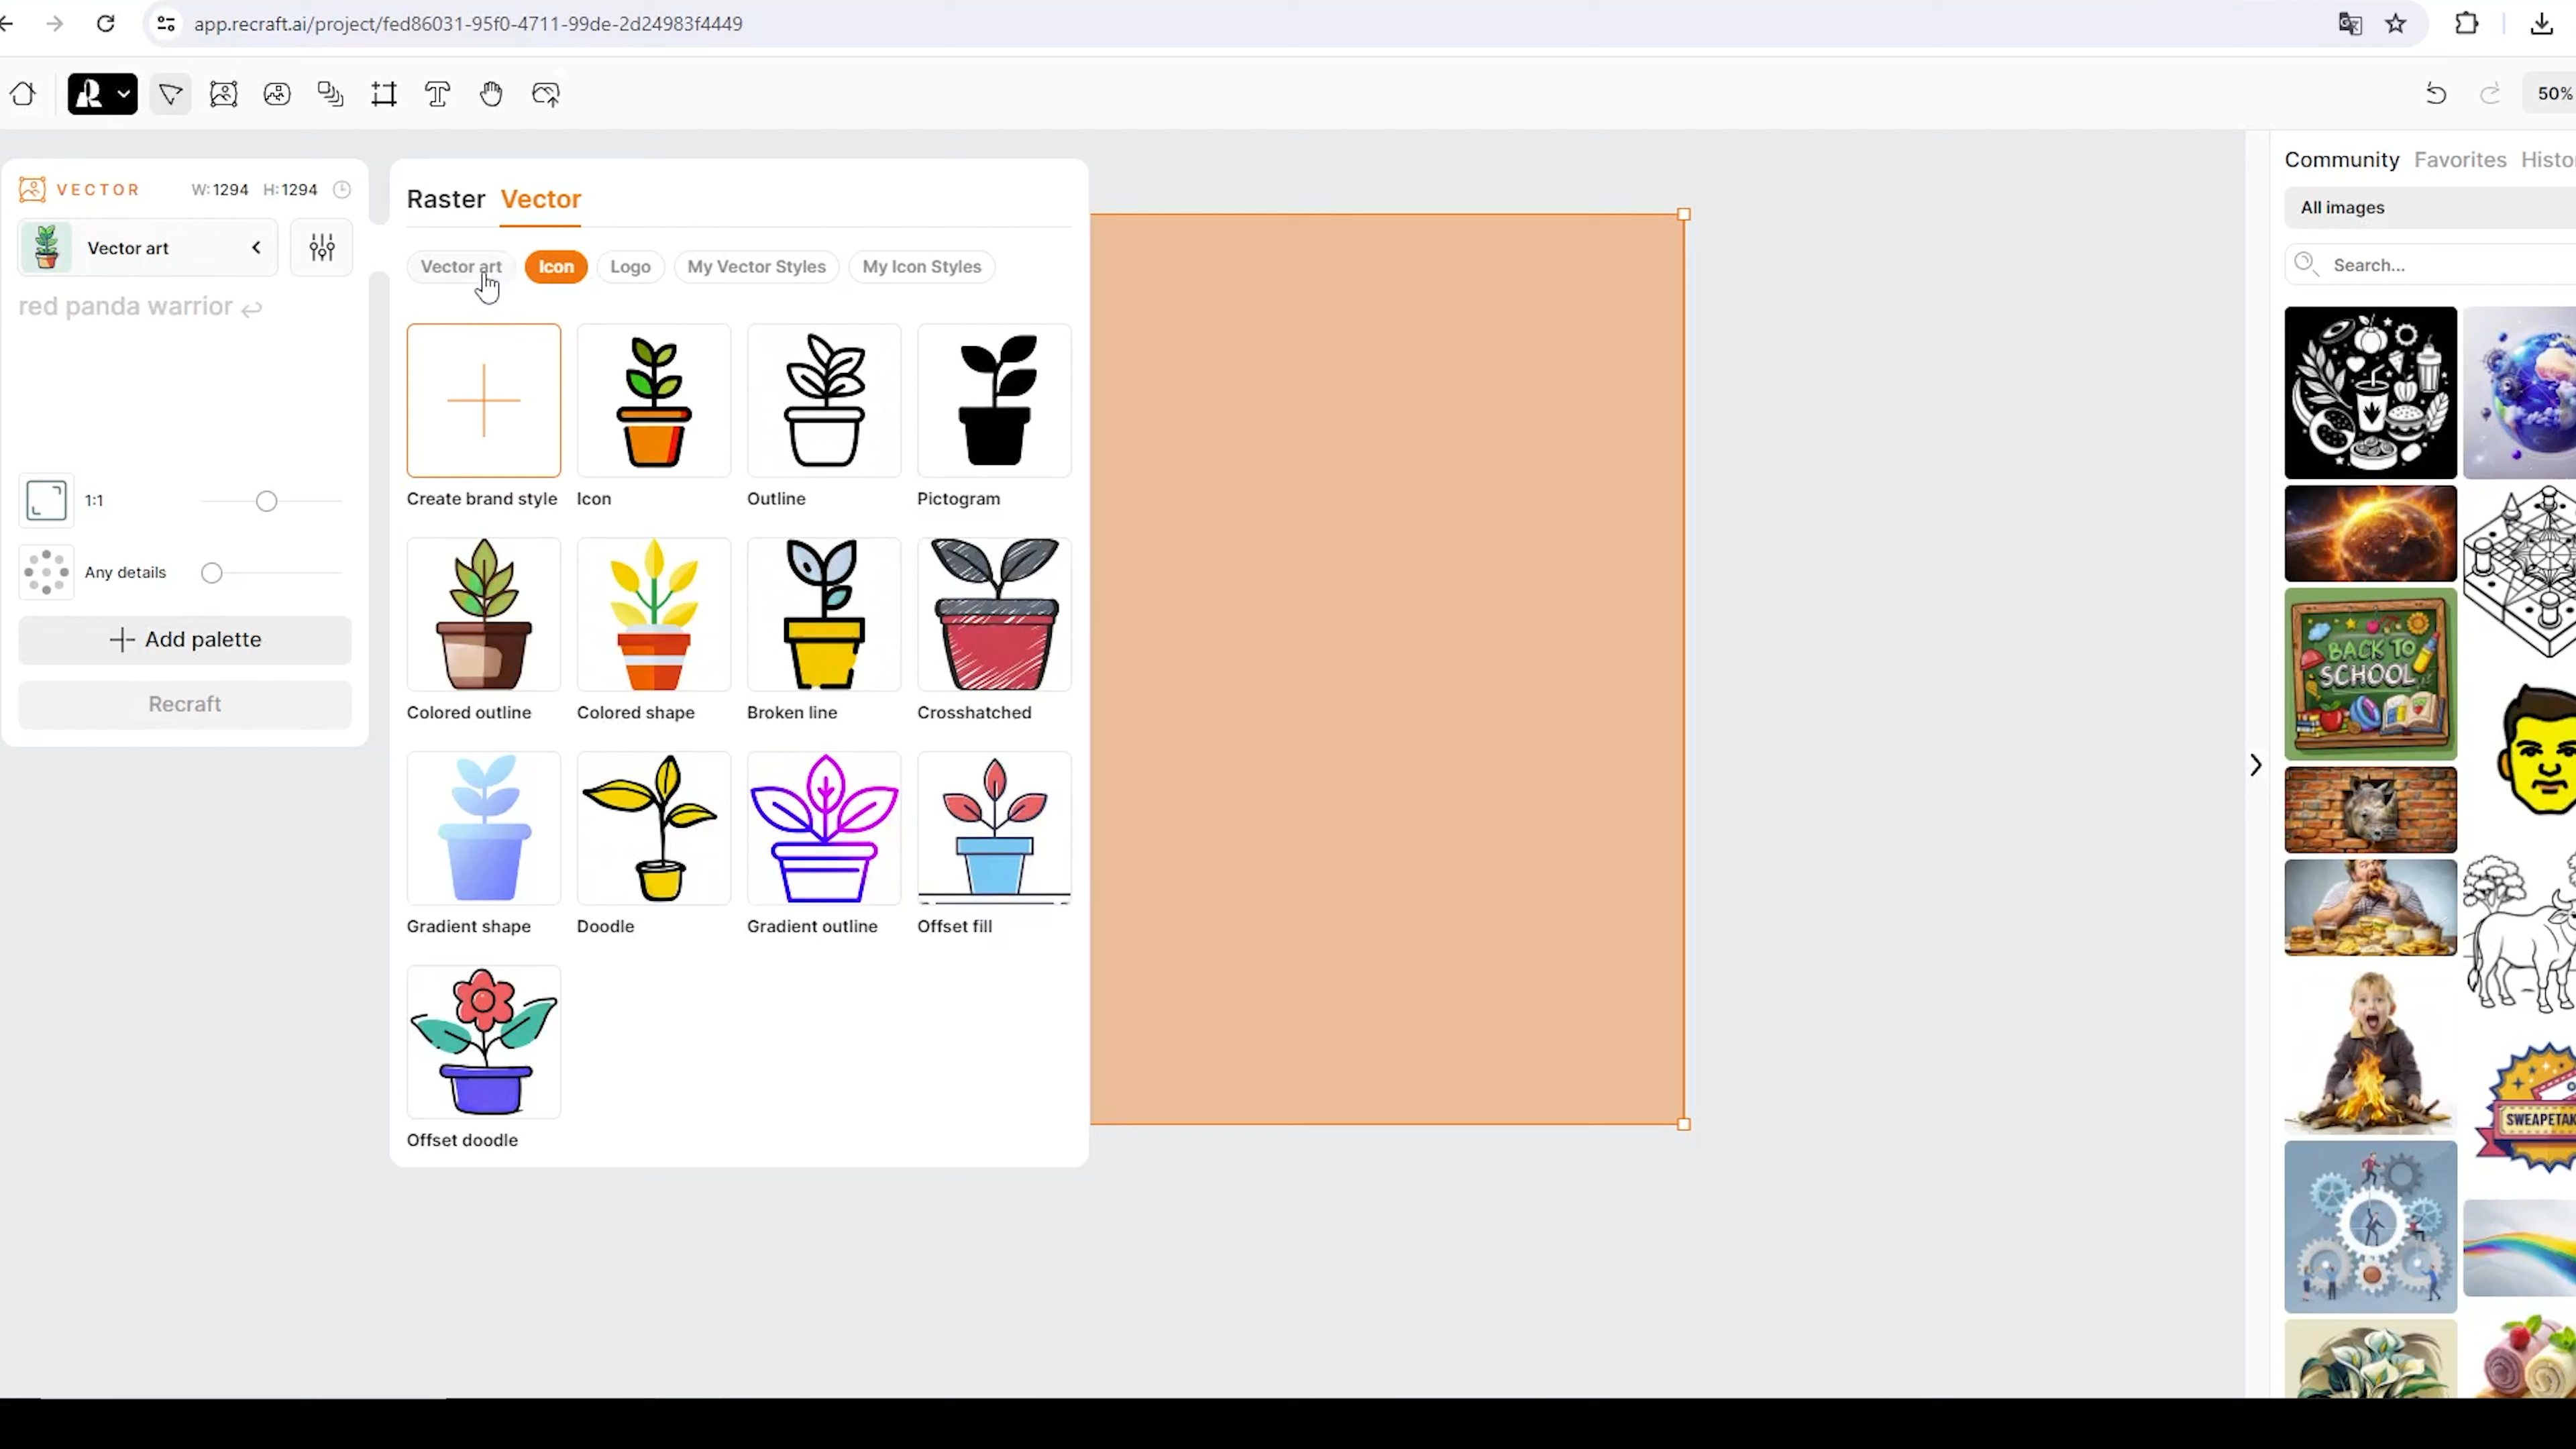 app.recraft.ai/project/fed86031-95f0-4711-99de-2d24983f4449
50%
VECTOR W:1294 H:1294
Vector art
red panda warrior
1:1
Any details
Add palette
Recraft
Raster Vector
Vector art Icon Logo My Vector Styles My Icon Styles
Create brand style Icon Outline Pictogram
Colored outline Colored shape Broken line Crosshatched
Gradient shape Doodle Gradient outline Offset fill
Offset doodle
Community Favorites Histo
All images
Search...
BACK TO
SCHOOL
SWEAPETAK